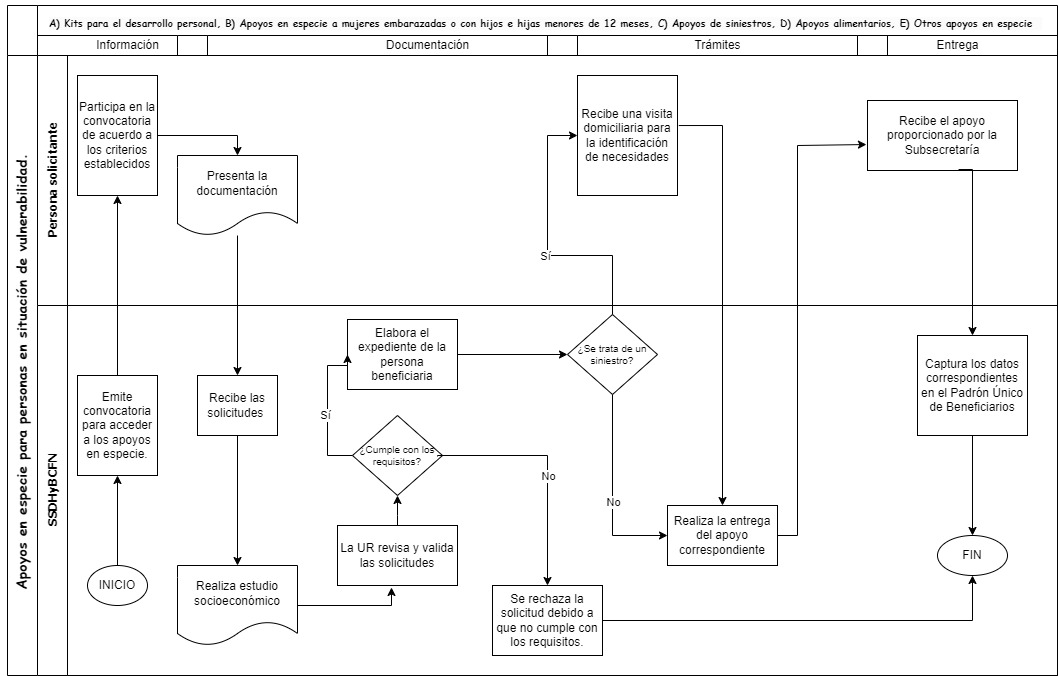 A) Kits para el desarrollo personal, B) Apoyos en especie a mujeres embarazadas o con hijos e hijas menores de 12 meses, C) Apoyos de siniestros, D) Apoyos alimentarios, E) Otros apoyos en especie
Información
Documentación
Trámites
Entrega
Apoyos en especie para personas en situación de vulnerabilidad.
Persona solicitante
Participa en la
convocatoria
de acuerdo a
los criterios
establecidos
Presenta la
documentación
Recibe una visita
domiciliaria para
la identificación
de necesidades
Recibe el apoyo
proporcionado por la
Subsecretaría
Sí
SSDHyBCFN
Emite
convocatoria
para acceder
a los apoyos
en especie.
INICIO
Recibe las
solicitudes
Realiza estudio
socioeconómico
Elabora el
expediente de la
persona
beneficiaria
Sí
¿Cumple con los
requisitos?
No
La UR revisa y valida
las solicitudes
Se rechaza la
solicitud debido a
que no cumple con
los requisitos.
¿Se trata de un
siniestro?
No
Realiza la entrega
del apoyo
correspondiente
Captura los datos
correspondientes
en el Padrón Único
de Beneficiarios
FIN